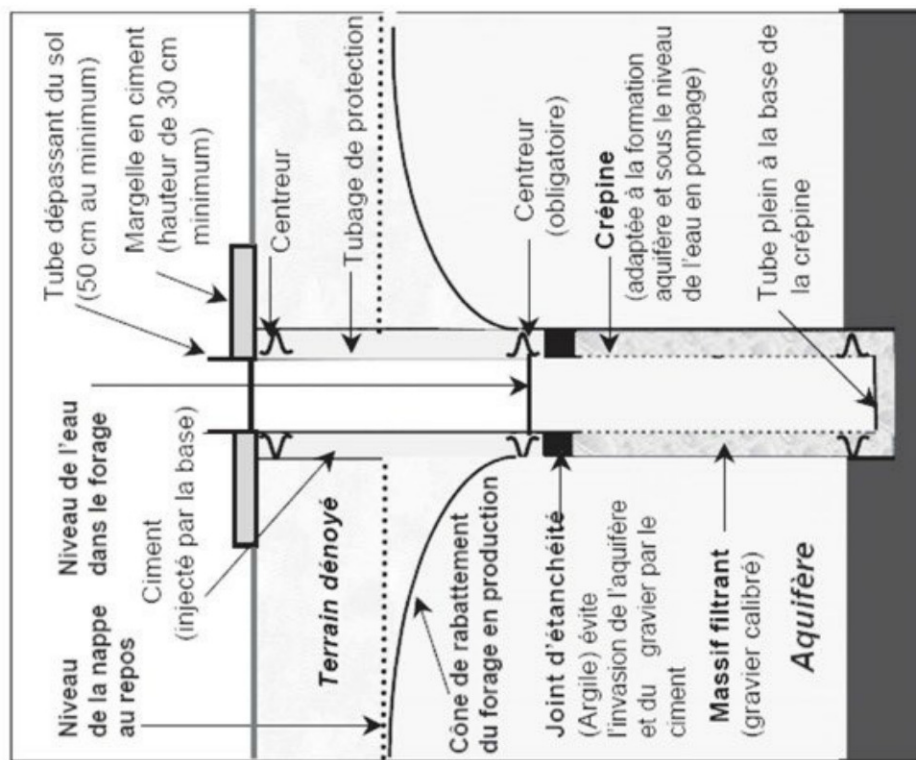 Niveau
de la nappe
au repos
Niveau de l'eau
dans le forage
Tube dépassant du sol
(50 cm au minimum)
Margelle en ciment
(hauteur de 30 cm
minimum)
Ciment
(injecté par la base)
Centreur
Tubage de protection
Terrain dénoyé
Cône de rabattement
du forage en production
Centreur
(obligatoire)
Joint d'étanchéité
(Argile) évite
l'invasion de l'aquifère
et du gravier par le
ciment
Crépine
(adaptée à la formation
aquifère et sous le niveau
de l'eau en pompage)
Massif filtrant
(gravier calibré)
Tube plein à la base de
la crépine
Aquifère